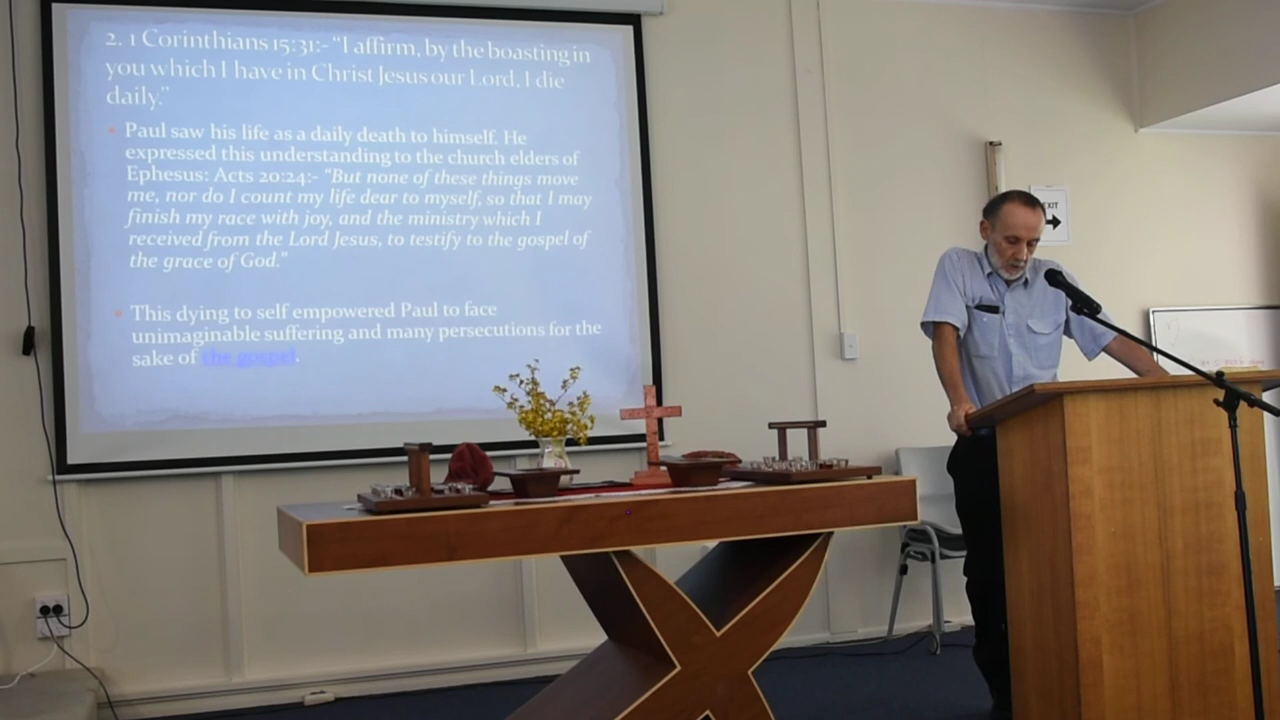 2. 1 Corinthians 15:31:- “I affirm, by the boasting in
you which I have in Christ Jesus our Lord, I die
daily.”
• Paul saw his life as a daily death to himself. He
expressed this understanding to the church elders of
Ephesus: Acts 20:24:- “But none of these things move
me, nor do I count my life dear to myself, so that I may
finish my race with joy, and the ministry which I
received from the Lord Jesus, to testify to the gospel of
the grace of God.”
• This dying to self empowered Paul to face
unimaginable suffering and many persecutions for the
sake of the gospel.
EXIT